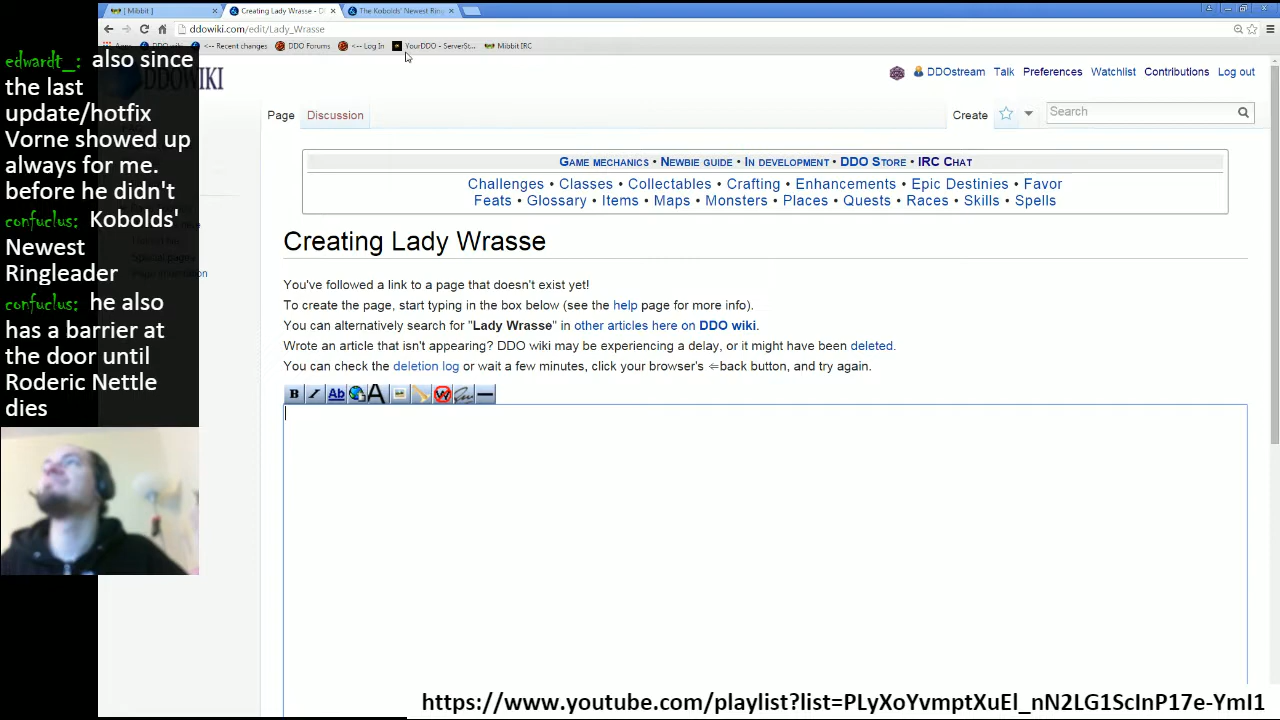 [ Mibbit ]
Creating Lady Wrasse - D
The Kobolds' Newest Ring
ddowiki.com/edit/Lady_Wrasse
<-- Recent changes
DDO Forums
<-- Log In
YourDDO - ServerSt...
Mibbit IRC
edwardt_: also since
the last
update/hotfix
Vorne showed up
always for me.
before he didn't
confuclus: Kobolds'
Newest
Ringleader
confuclus: he also
has a barrier at
the door until
Roderic Nettle
dies
DDOWIKI
DDOstream Talk Preferences Watchlist Contributions Log out
Page Discussion Create Search
Game mechanics • Newbie guide • In development • DDO Store • IRC Chat
Challenges • Classes • Collectables • Crafting • Enhancements • Epic Destinies • Favor
Feats • Glossary • Items • Maps • Monsters • Places • Quests • Races • Skills • Spells
Creating Lady Wrasse
You've followed a link to a page that doesn't exist yet!
To create the page, start typing in the box below (see the help page for more info).
You can alternatively search for "Lady Wrasse" in other articles here on DDO wiki.
Wrote an article that isn't appearing? DDO wiki may be experiencing a delay, or it might have been deleted.
You can check the deletion log or wait a few minutes, click your browser's ⇐back button, and try again.
B I Ab A W
https://www.youtube.com/playlist?list=PLyXoYvmptXuEl_nN2LG1ScInP17e-YmI1